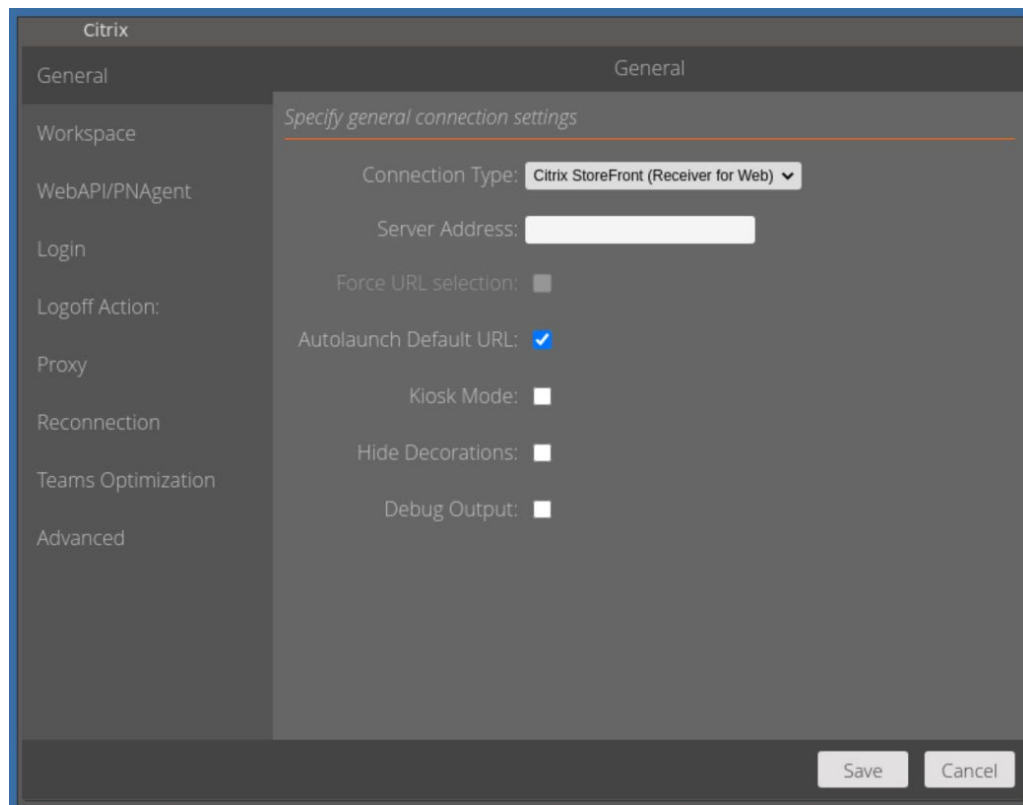 Citrix
General
Workspace
WebAPI/PNAgent
Login
Logoff Action:
Proxy
Reconnection
Teams Optimization
Advanced
General
Specify general connection settings
Connection Type: Citrix StoreFront (Receiver for Web)
Server Address:
Force URL selection:
Autolaunch Default URL:
Kiosk Mode:
Hide Decorations:
Debug Output:
Save Cancel